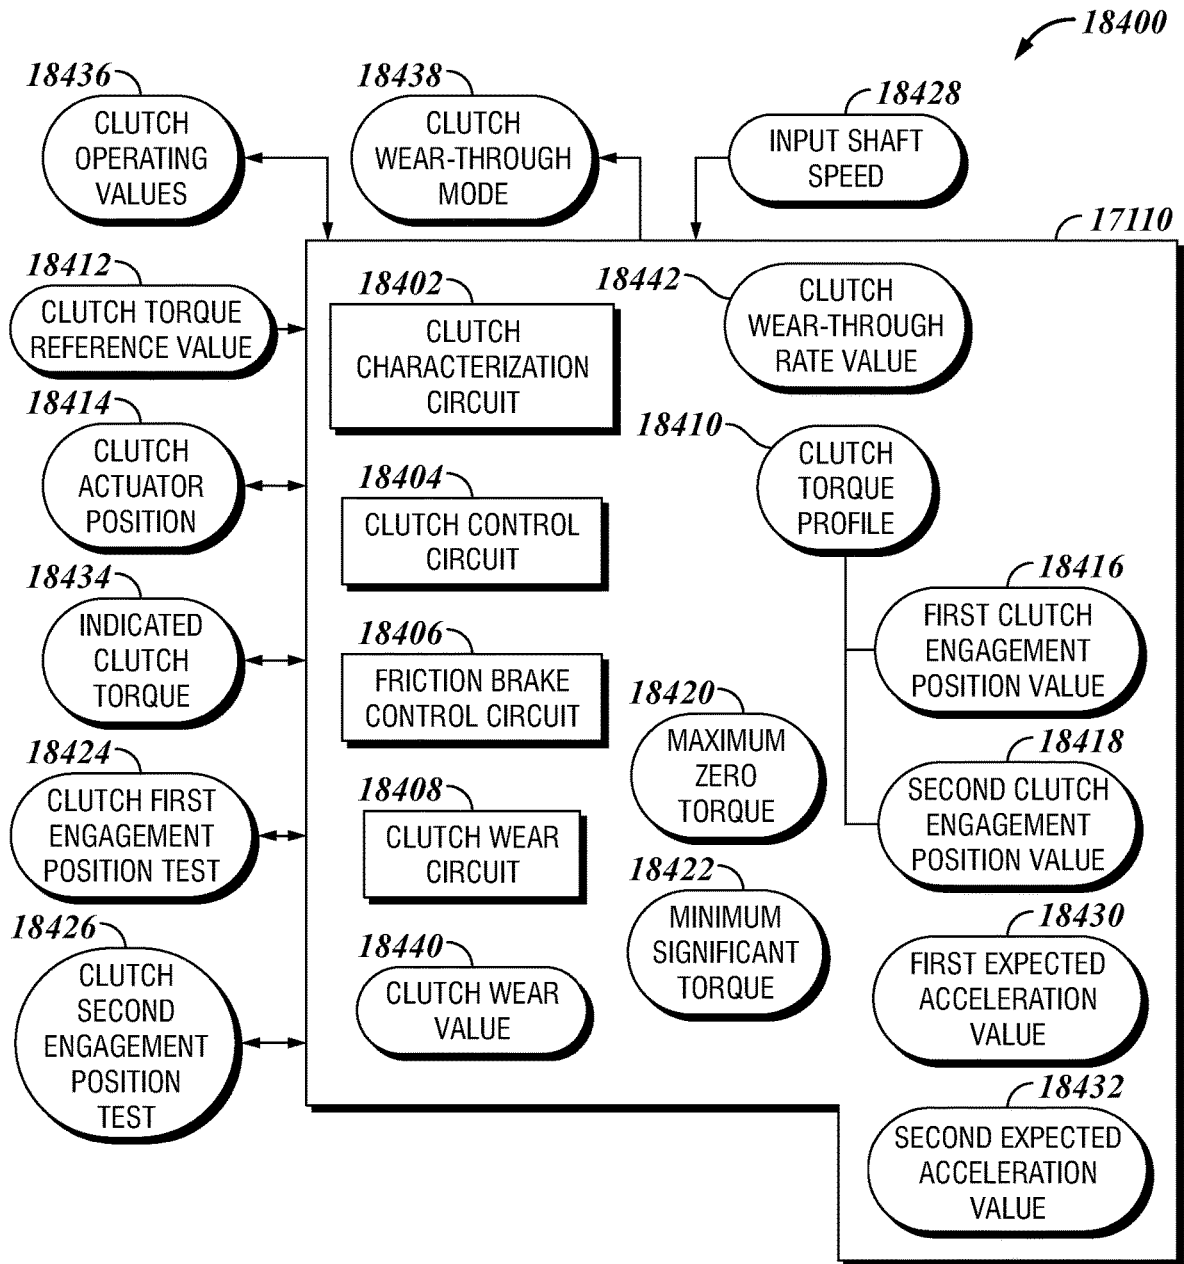 18400
18436
CLUTCH
OPERATING
VALUES
18438
CLUTCH
WEAR-THROUGH
MODE
18428
INPUT SHAFT
SPEED
17110
18412
CLUTCH TORQUE
REFERENCE VALUE
18414
CLUTCH
ACTUATOR
POSITION
18434
INDICATED
CLUTCH
TORQUE
18424
CLUTCH FIRST
ENGAGEMENT
POSITION TEST
18426
CLUTCH
SECOND
ENGAGEMENT
POSITION
TEST
18402
CLUTCH
CHARACTERIZATION
CIRCUIT
18404
CLUTCH CONTROL
CIRCUIT
18406
FRICTION BRAKE
CONTROL CIRCUIT
18408
CLUTCH WEAR
CIRCUIT
18440
CLUTCH WEAR
VALUE
18442
CLUTCH
WEAR-THROUGH
RATE VALUE
18410
CLUTCH
TORQUE
PROFILE
18416
FIRST CLUTCH
ENGAGEMENT
POSITION VALUE
18420
MAXIMUM
ZERO
TORQUE
18418
SECOND CLUTCH
ENGAGEMENT
POSITION VALUE
18422
MINIMUM
SIGNIFICANT
TORQUE
18430
FIRST EXPECTED
ACCELERATION
VALUE
18432
SECOND EXPECTED
ACCELERATION
VALUE